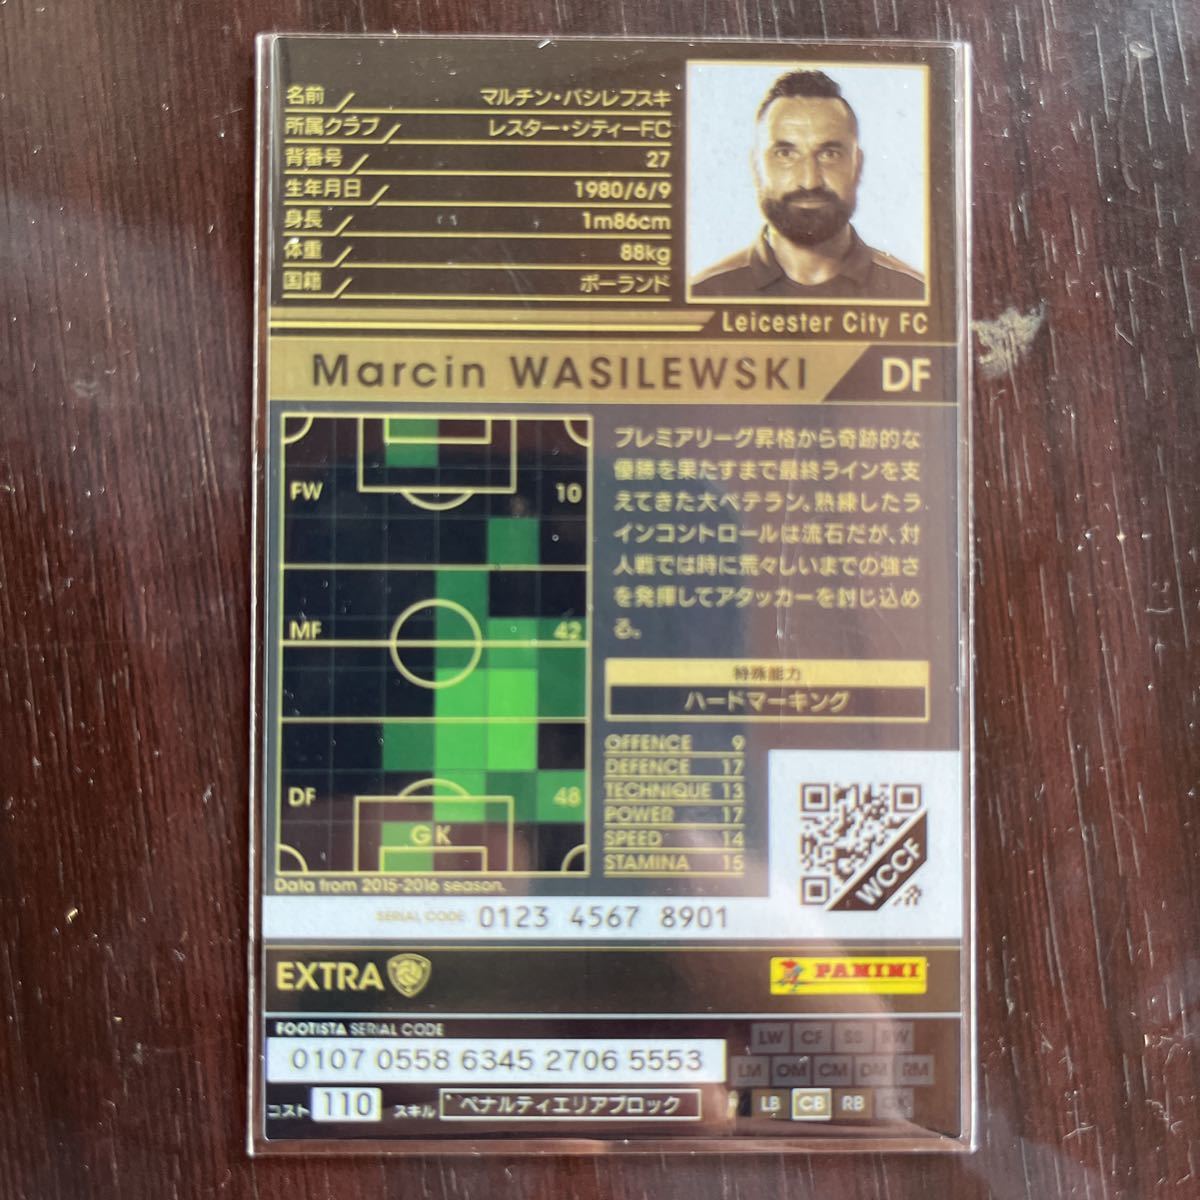 名前 マルチン・バシレフスキ
所属クラブ レスター・シティーFC
背番号 27
生年月日 1980/6/9
身長 1m86cm
体重 88kg
国籍 ポーランド
Leicester City FC
Marcin WASILEWSKI DF
FW 10
MF 42
DF 48
GK
Data from 2015-2016 season.
プレミアリーグ昇格から奇跡的な
優勝を果たすまで最終ラインを支
えてきた大ベテラン。熟練したラ
インコントロールは流石だが、対
人戦では時に荒々しいまでの強さ
を発揮してアタッカーを封じ込め
る。
特殊能力
ハードマーキング
OFFENCE 9
DEFENCE 17
TECHNIQUE 13
POWER 17
SPEED 14
STAMINA 15
WCCF
SERIAL CODE 0123 4567 8901
EXTRA
PANINI
FOOTISTA SERIAL CODE
0107 0558 6345 2706 5553
LW CF SS RW
LM OM CM DM RM
LB CB RB GK
コスト 110 スキル ペナルティエリアブロック